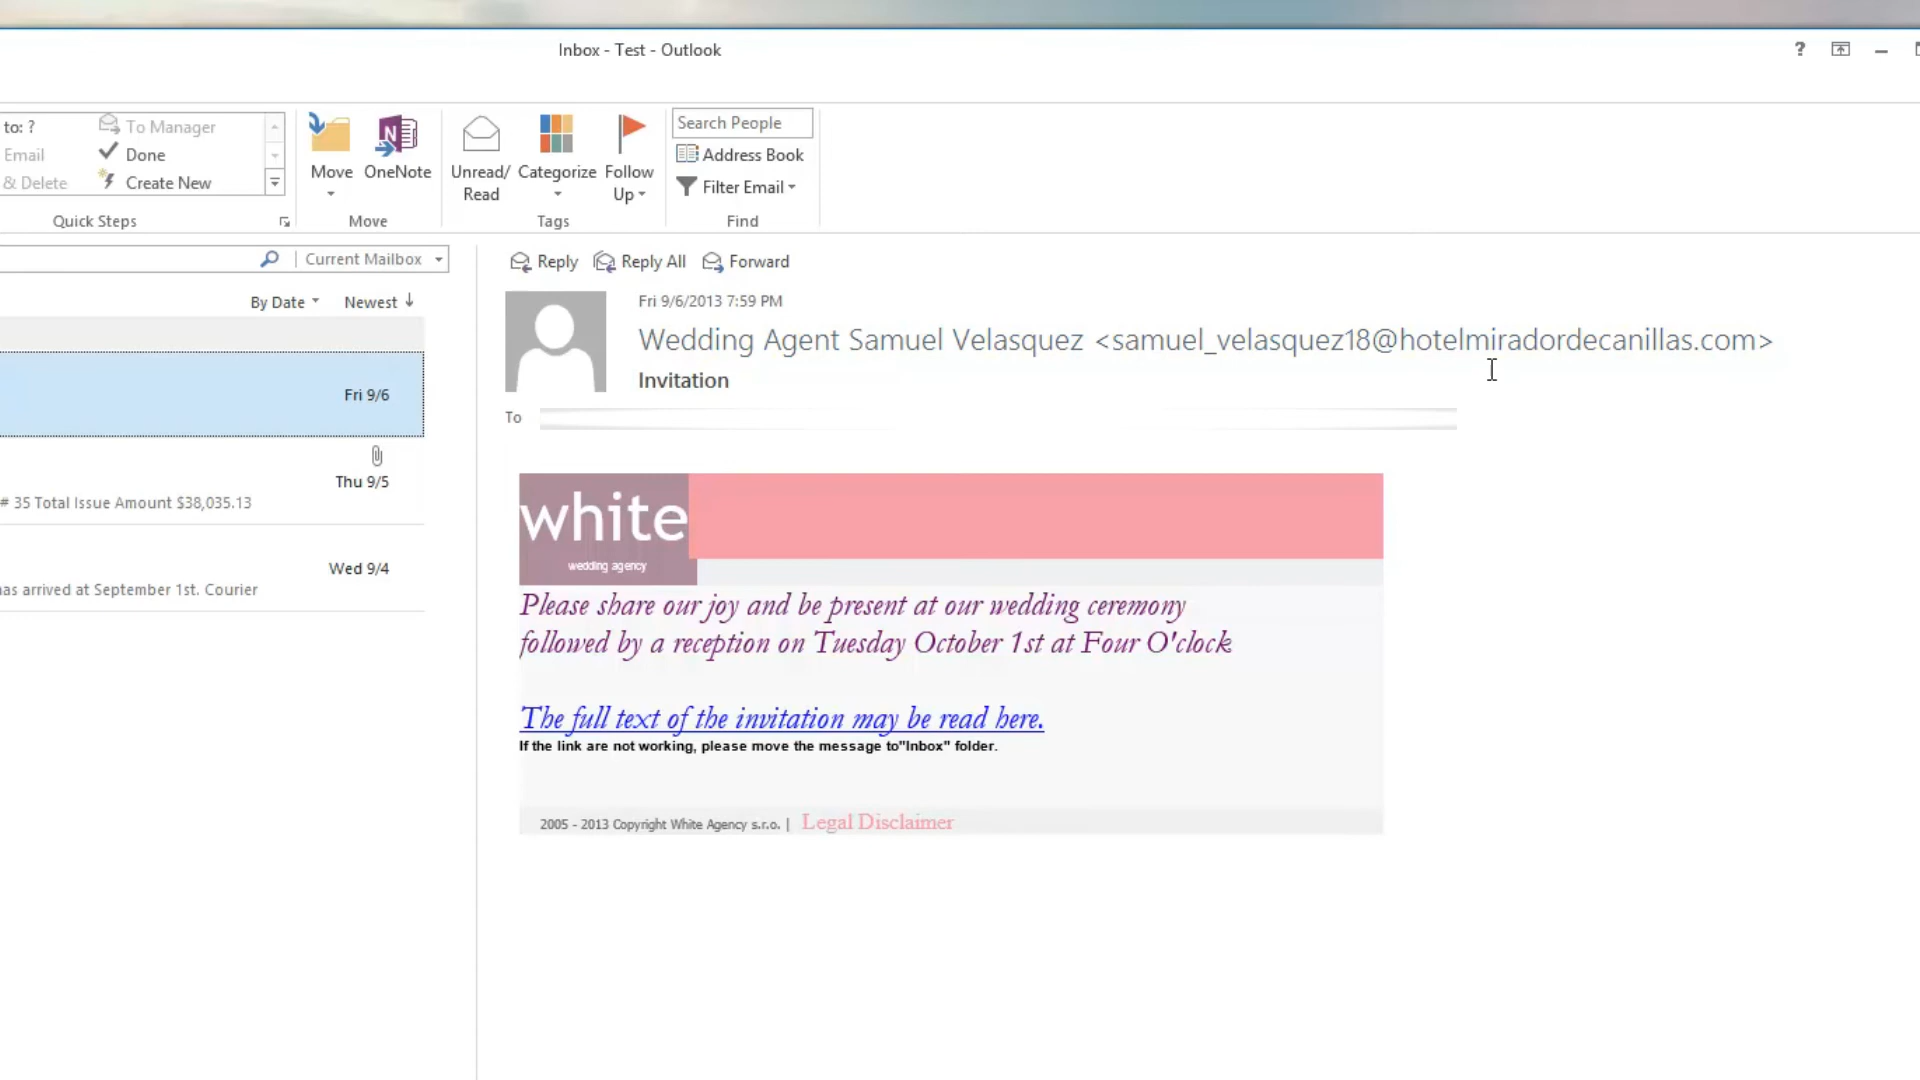 Inbox - Test - Outlook
?
to: ?
To Manager
Email
Done
& Delete
Create New
Quick Steps
Move
OneNote
Move
Unread/
Read
Categorize
Follow
Up
Tags
Search People
Address Book
Filter Email
Find
Current Mailbox
By Date
Newest
Fri 9/6
Thu 9/5
# 35 Total Issue Amount $38,035.13
Wed 9/4
as arrived at September 1st. Courier
Reply
Reply All
Forward
Fri 9/6/2013 7:59 PM
Wedding Agent Samuel Velasquez <samuel_velasquez18@hotelmiradordecanillas.com>
Invitation
To
white
wedding agency
Please share our joy and be present at our wedding ceremony
followed by a reception on Tuesday October 1st at Four O'clock
The full text of the invitation may be read here.
If the link are not working, please move the message to"Inbox" folder.
2005 - 2013 Copyright White Agency s.r.o. | Legal Disclaimer